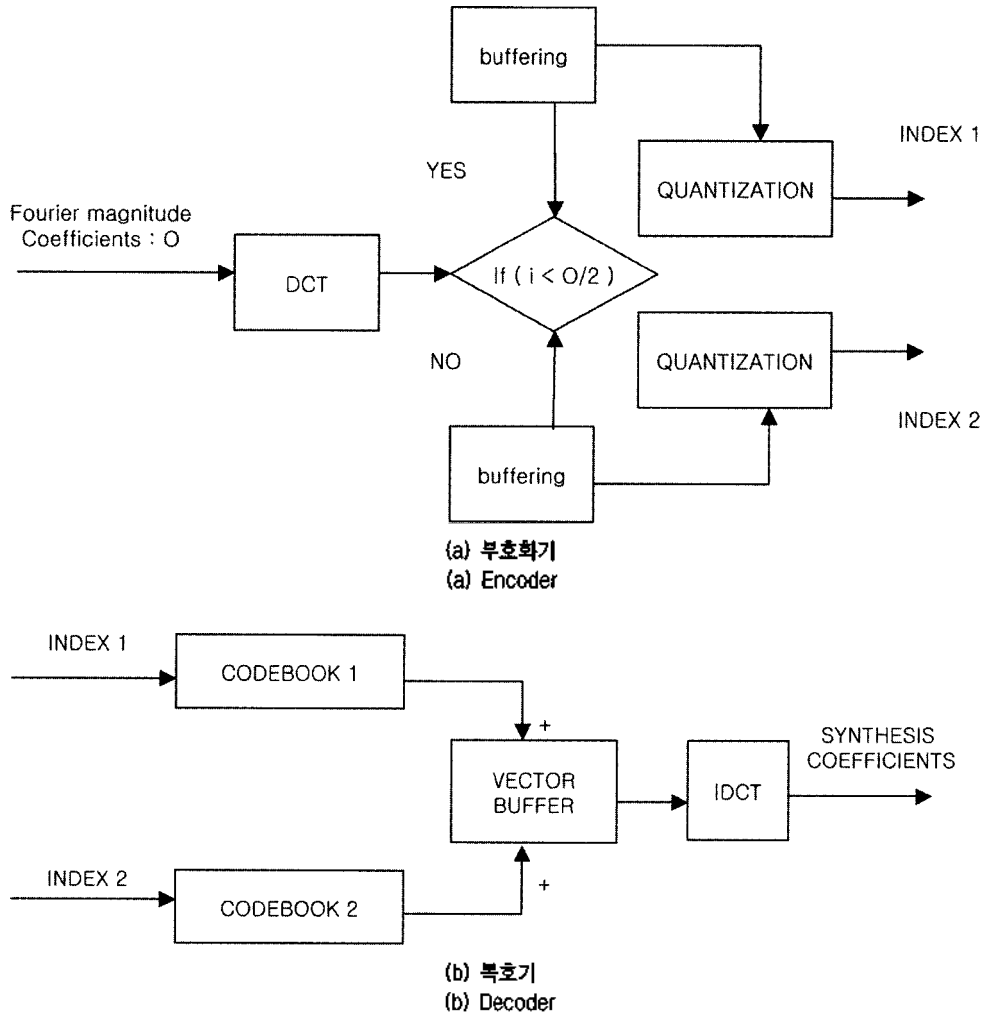 buffering
INDEX 1
YES
QUANTIZATION
Fourier magnitude
Coefficients : O
DCT
If ( i < O/2 )
NO
QUANTIZATION
INDEX 2
buffering
(a) 부호화기
(a) Encoder
INDEX 1
CODEBOOK 1
+
SYNTHESIS
COEFFICIENTS
VECTOR
BUFFER
IDCT
INDEX 2
CODEBOOK 2
+
(b) 복호기
(b) Decoder